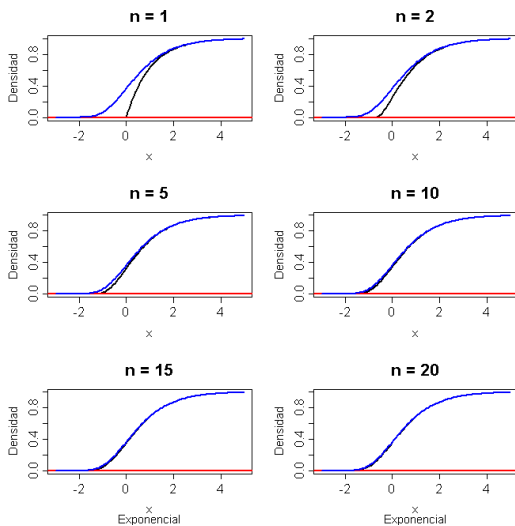 n = 1
n = 2
Densidad
0.0 0.4 0.8
-2 0 2 4
x
Densidad
0.0 0.4 0.8
-2 0 2 4
x
n = 5
n = 10
Densidad
0.0 0.4 0.8
-2 0 2 4
x
Densidad
0.0 0.4 0.8
-2 0 2 4
x
n = 15
n = 20
Densidad
0.0 0.4 0.8
-2 0 2 4
x
Exponencial
Densidad
0.0 0.4 0.8
-2 0 2 4
x
Exponencial